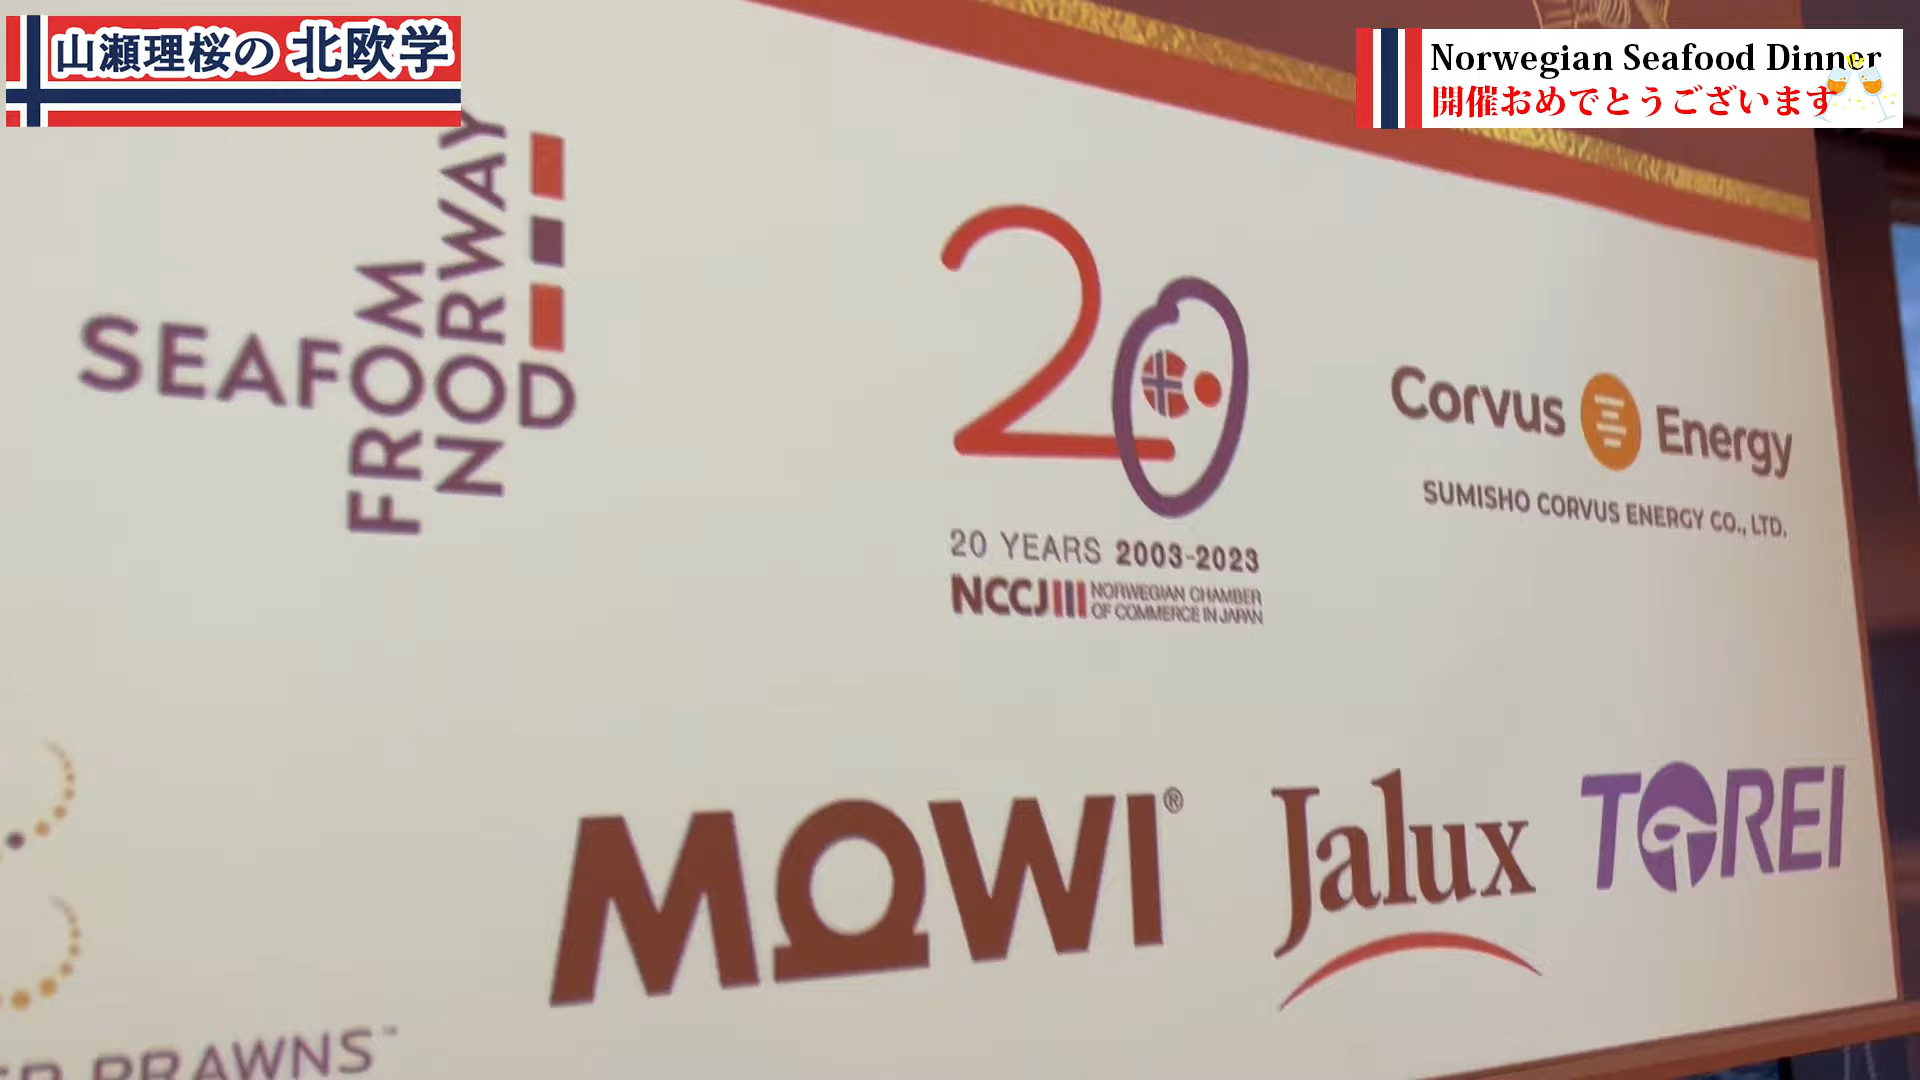 山瀬理桜の 北欧学
Norwegian Seafood Dinner
開催おめでとうございます
SEAFOOD
FROM
NORWAY
20
20 YEARS 2003-2023
NCCJ NORWEGIAN CHAMBER
OF COMMERCE IN JAPAN
Corvus Energy
SUMISHO CORVUS ENERGY CO., LTD.
MOWI®
Jalux
TOREI
PRAWNS™